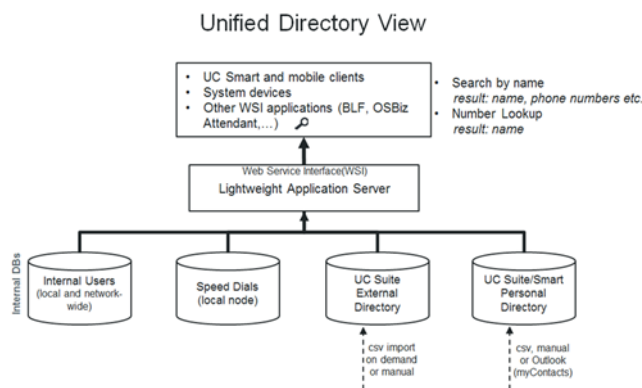 Unified Directory View
• UC Smart and mobile clients
• System devices
• Other WSI applications (BLF, OSBiz
Attendant,…)
• Search by name
result: name, phone numbers etc.
• Number Lookup
result: name
Web Service Interface(WSI)
Lightweight Application Server
Internal DBs
Internal Users
(local and network-
wide)
Speed Dials
(local node)
UC Suite
External
Directory
UC Suite/Smart
Personal
Directory
csv import
on demand
or manual
csv, manual
or Outlook
(myContacts)